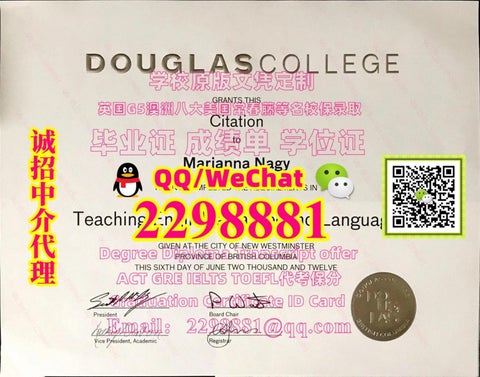 DOUGLASCOLLEGE
学校原版文凭定制
GRANTS THIS
英国G5澳洲八大美国常春藤等名校保录取
Citation
to
毕业证 成绩单 学位证
Marianna Nagy
诚招中介代理
QQ/WeChat
IN
2298881
Teaching
GIVEN AT THE CITY OF NEW WESTMINSTER
PROVINCE OF BRITISH COLUMBIA
Degree offer
THIS SIXTH DAY OF JUNE TWO THOUSAND AND TWELVE
ACT GRE IELTS TOEFL代考保分
ID Card
President
Board Chair
Email: 2298881@qq.com
Vice President, Academic
Registrar